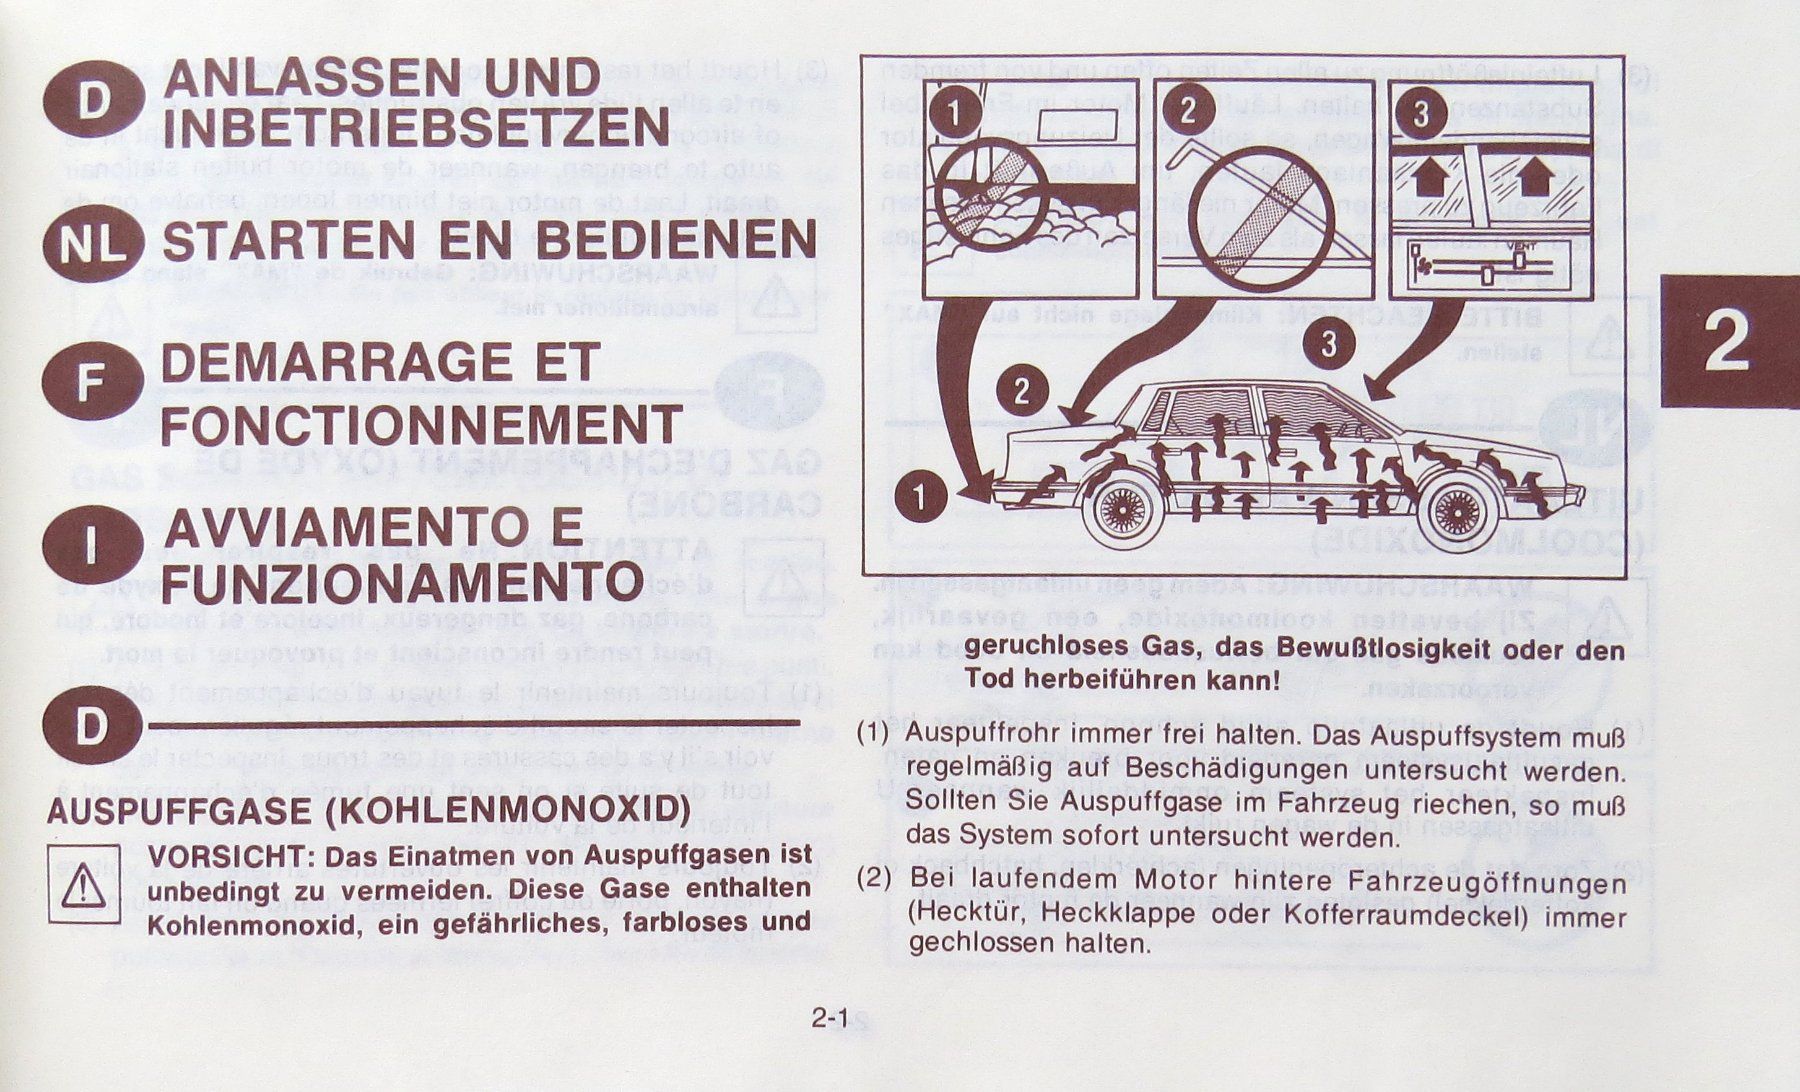 D ANLASSEN UND
INBETRIEBSETZEN
NL STARTEN EN BEDIENEN
F DEMARRAGE ET
FONCTIONNEMENT
I AVVIAMENTO E
FUNZIONAMENTO
D
AUSPUFFGASE (KOHLENMONOXID)
VORSICHT: Das Einatmen von Auspuffgasen ist
unbedingt zu vermeiden. Diese Gase enthalten
Kohlenmonoxid, ein gefährliches, farbloses und
1 2 3
VENT
3
2
1
geruchloses Gas, das Bewußtlosigkeit oder den
Tod herbeiführen kann!
(1) Auspuffrohr immer frei halten. Das Auspuffsystem muß
regelmäßig auf Beschädigungen untersucht werden.
Sollten Sie Auspuffgase im Fahrzeug riechen, so muß
das System sofort untersucht werden.
(2) Bei laufendem Motor hintere Fahrzeugöffnungen
(Hecktür, Heckklappe oder Kofferraumdeckel) immer
gechlossen halten.
2
2-1